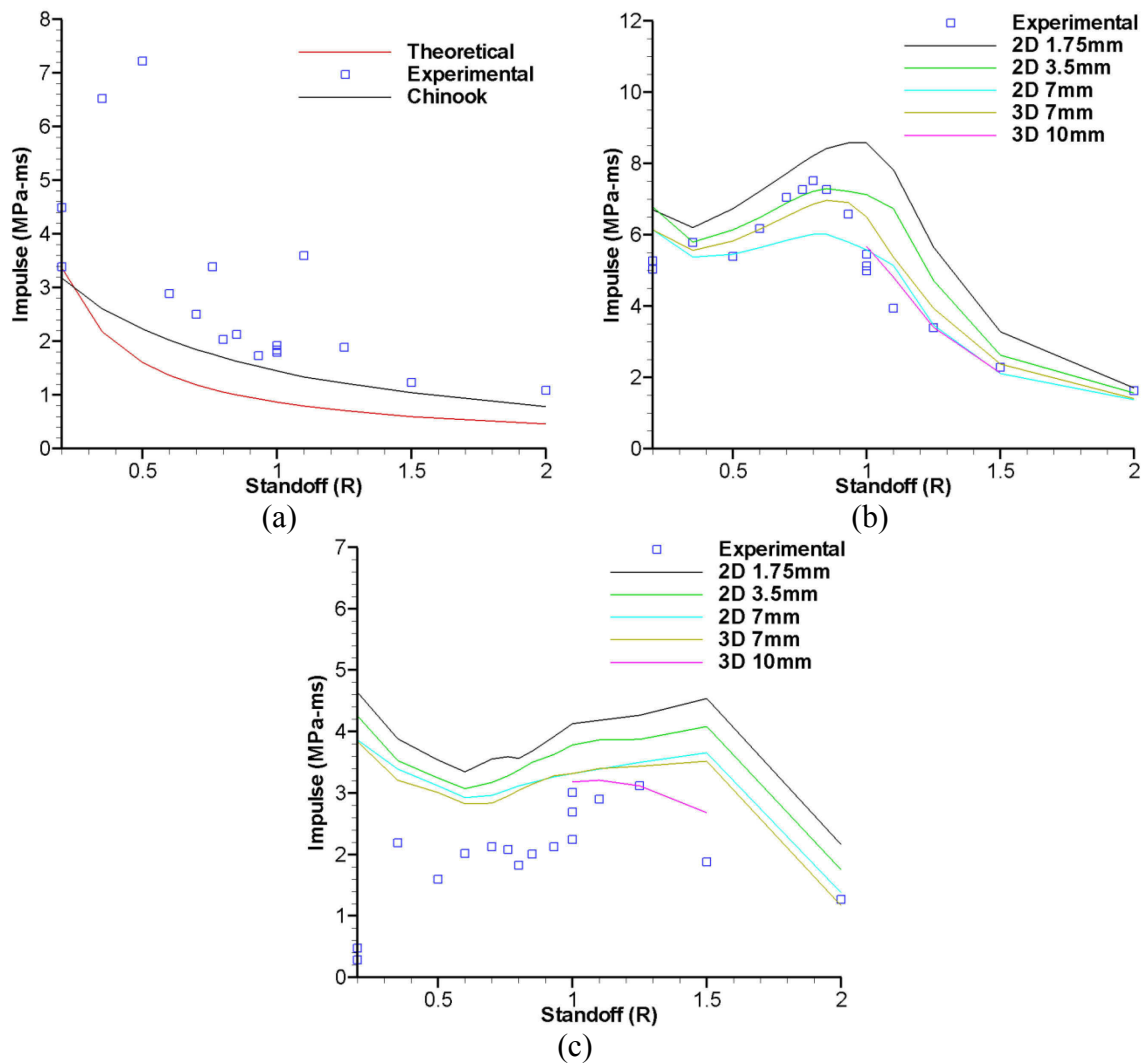 8
7
6
5
4
3
2
1
0
Impulse (MPa-ms)
0.5
1
1.5
2
Standoff (R)
Theoretical
Experimental
Chinook
(a)
12
10
8
6
4
2
0
Impulse (MPa-ms)
0.5
1
1.5
2
Standoff (R)
Experimental
2D 1.75mm
2D 3.5mm
2D 7mm
3D 7mm
3D 10mm
(b)
7
6
5
4
3
2
1
0
Impulse (MPa-ms)
0.5
1
1.5
2
Standoff (R)
Experimental
2D 1.75mm
2D 3.5mm
2D 7mm
3D 7mm
3D 10mm
(c)